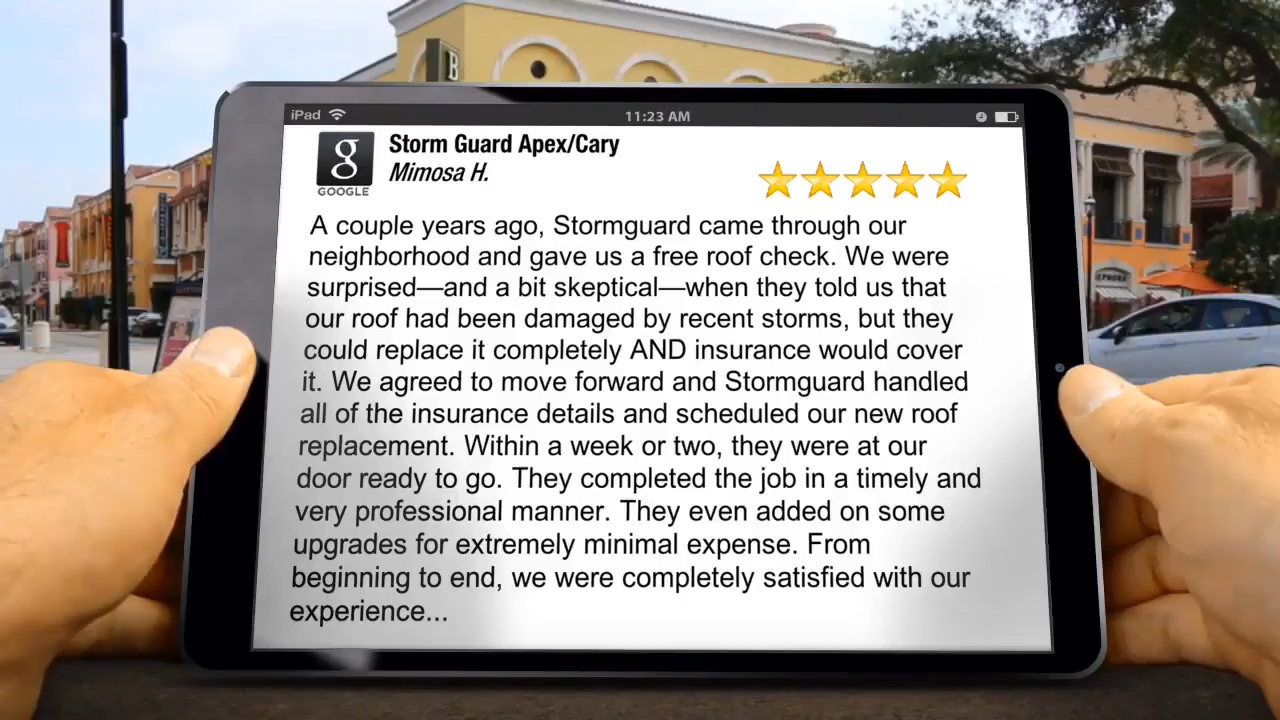 B
iPad
11:23 AM
g
GOOGLE
Storm Guard Apex/Cary
Mimosa H.
A couple years ago, Stormguard came through our
neighborhood and gave us a free roof check. We were
surprised—and a bit skeptical—when they told us that
our roof had been damaged by recent storms, but they
could replace it completely AND insurance would cover
it. We agreed to move forward and Stormguard handled
all of the insurance details and scheduled our new roof
replacement. Within a week or two, they were at our
door ready to go. They completed the job in a timely and
very professional manner. They even added on some
upgrades for extremely minimal expense. From
beginning to end, we were completely satisfied with our
experience...
SEPHORA